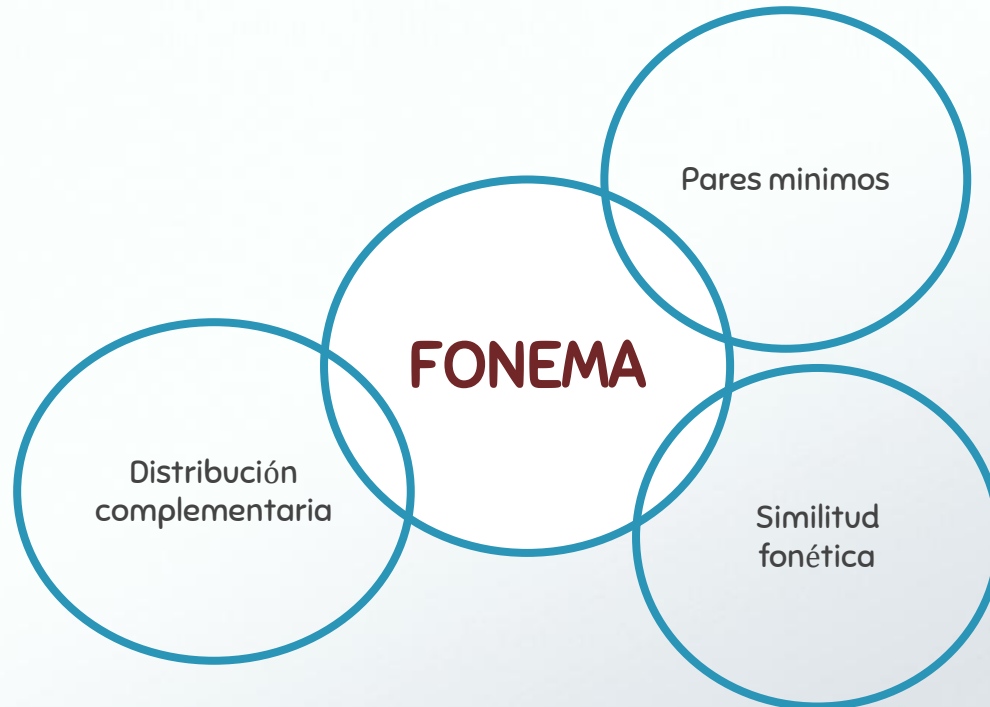 Pares minimos
FONEMA
Distribución
complementaria
Similitud
fonética